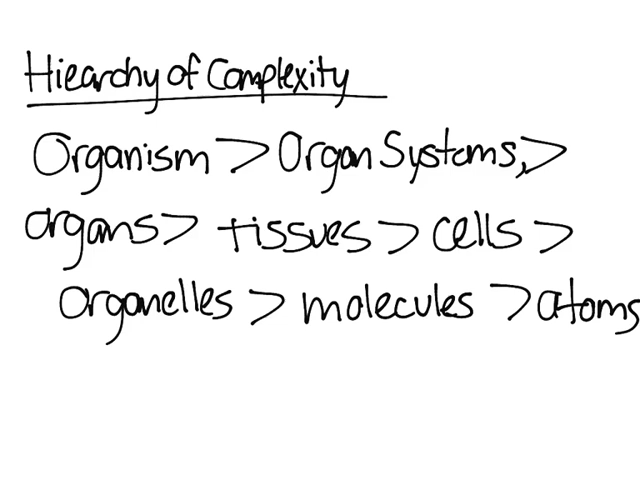 Hiearchy of Complexity
Organism > Organ Systems, >
organs > tissues > cells >
organelles > molecules > atoms